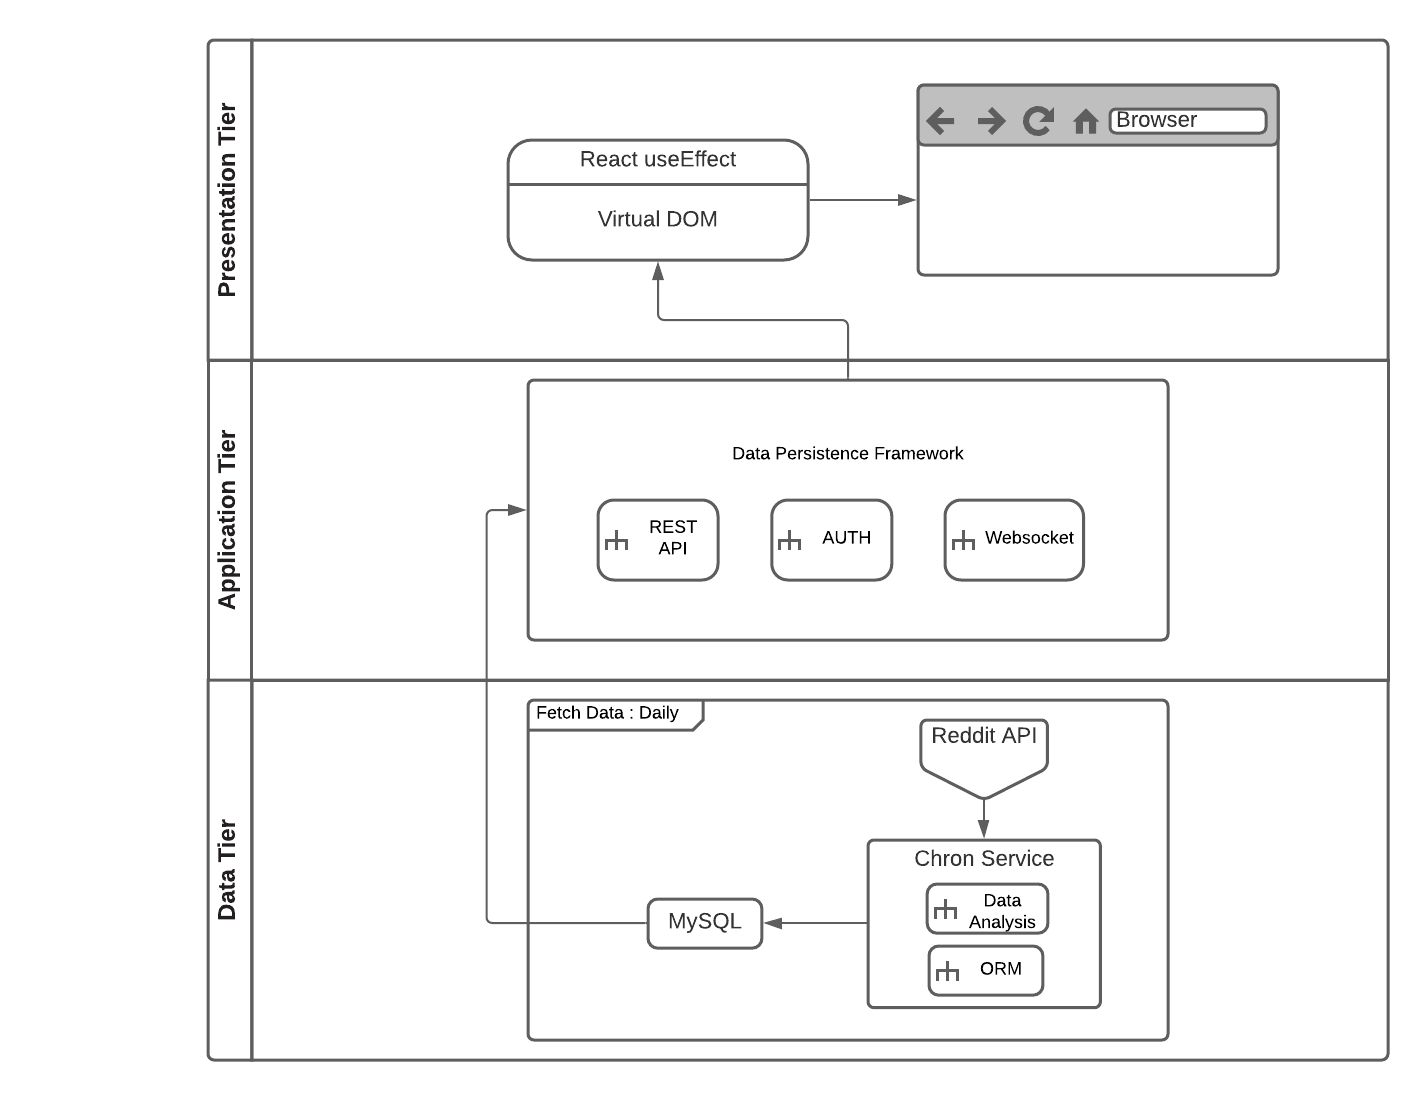 Presentation Tier
React useEffect
Virtual DOM
Browser
Application Tier
Data Persistence Framework
REST
API
AUTH
Websocket
Data Tier
Fetch Data : Daily
Reddit API
Chron Service
Data
Analysis
ORM
MySQL